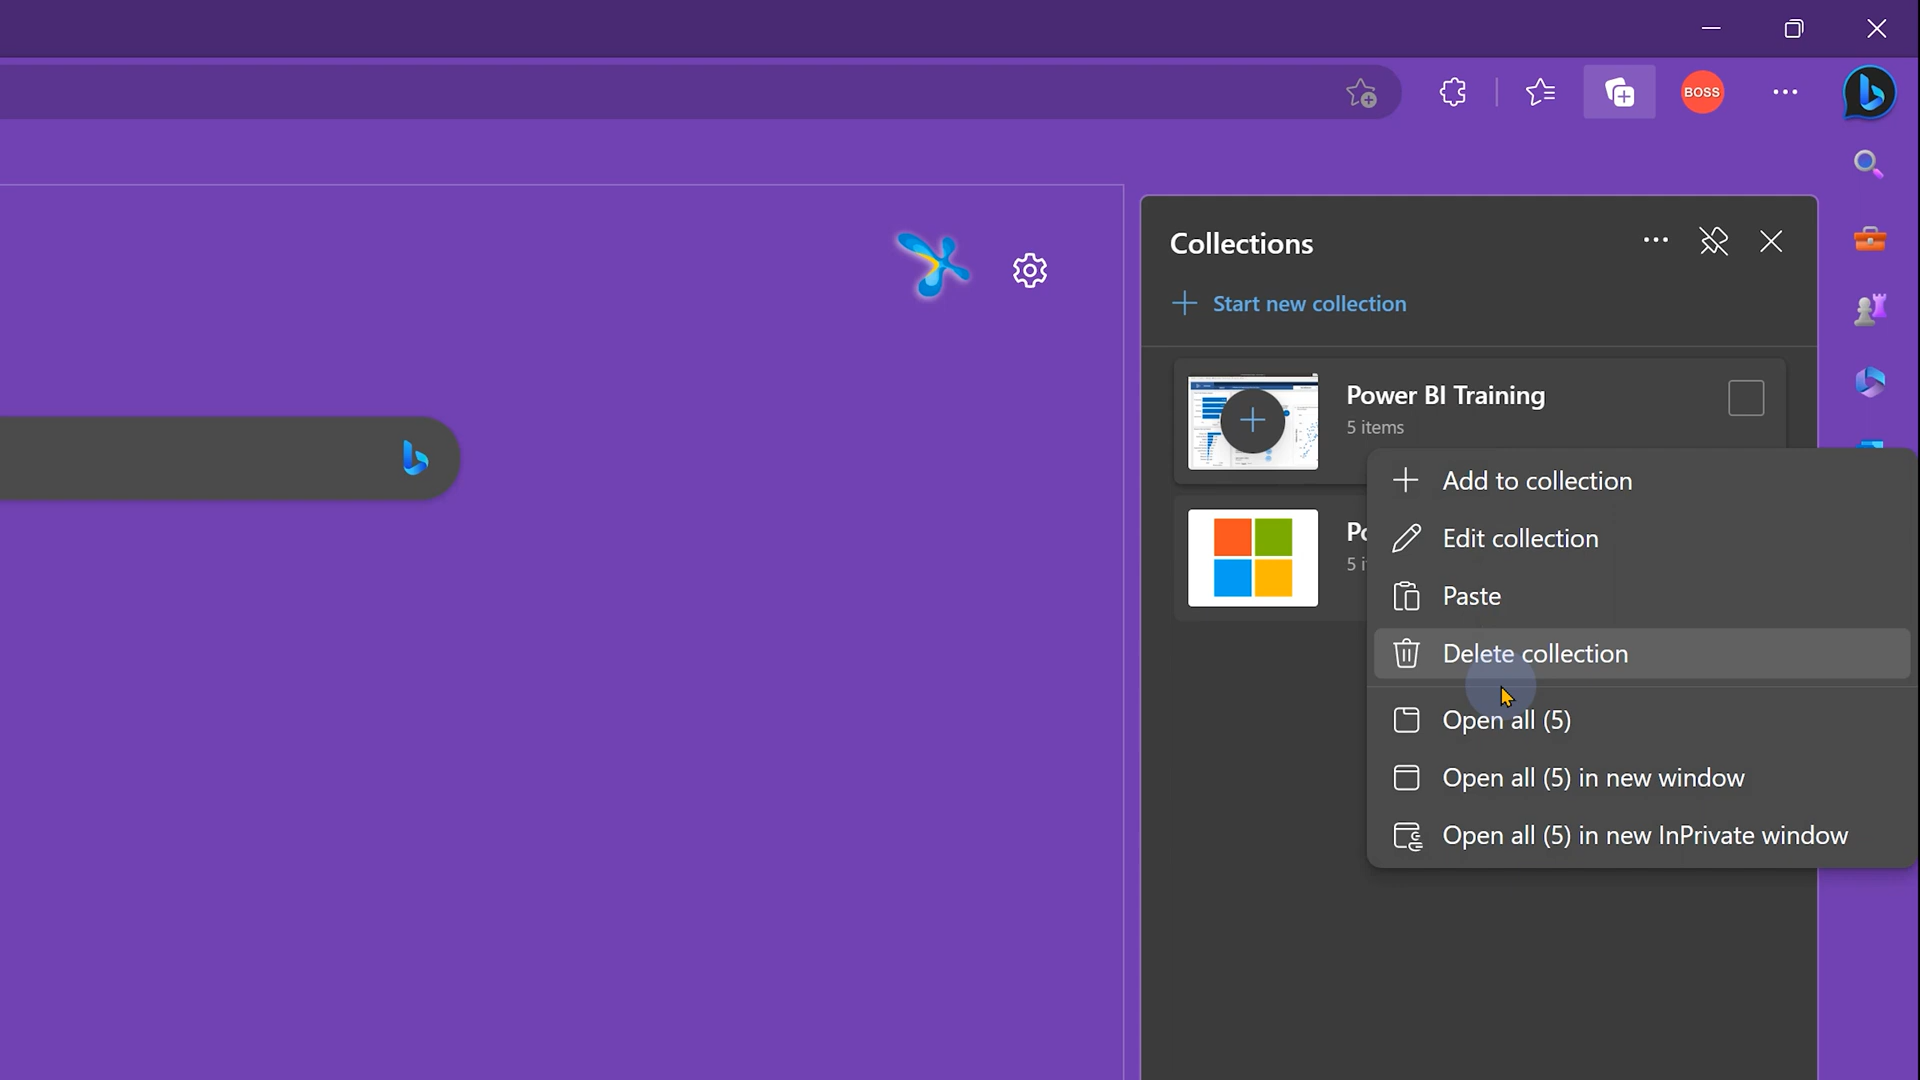 BOSS
Collections
Start new collection
Power BI Training
5 items
Add to collection
Edit collection
Paste
Delete collection
Open all (5)
Open all (5) in new window
Open all (5) in new InPrivate window